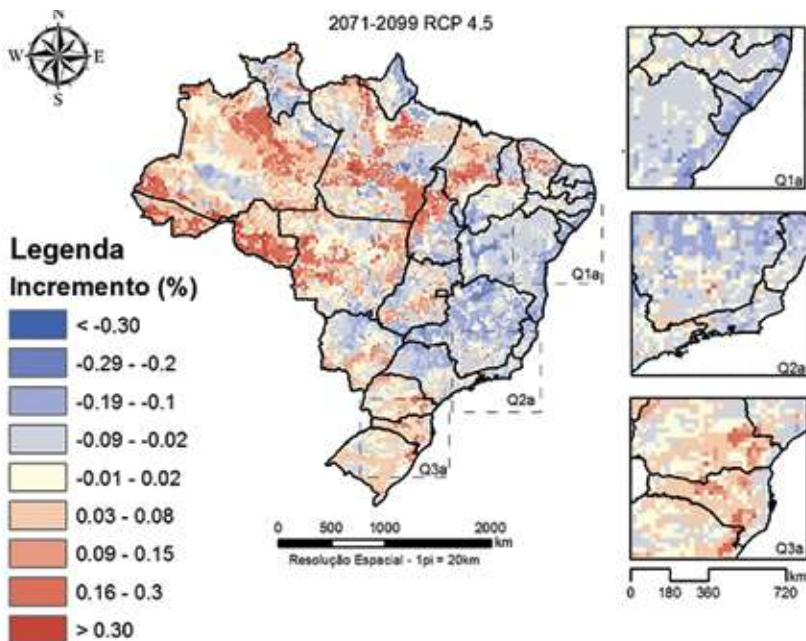 2071-2099 RCP 4.5
N
W E
S
Legenda
Incremento (%)
< -0.30
-0.29 - -0.2
-0.19 - -0.1
-0.09 - -0.02
-0.01 - 0.02
0.03 - 0.08
0.09 - 0.15
0.16 - 0.3
> 0.30
Q1a
Q2a
Q3a
0 500 1000 2000
km
Resolução Espacial - 1pi = 20km
Q1a
Q2a
Q3a
km
0 180 360 720